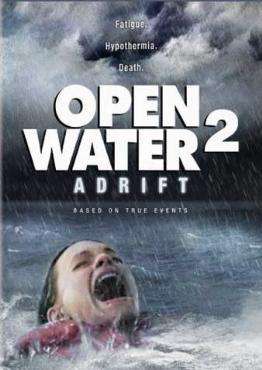 Fatigue.
Hypothermia.
Death.
OPEN
WATER 2
ADRIFT
BASED ON TRUE EVENTS